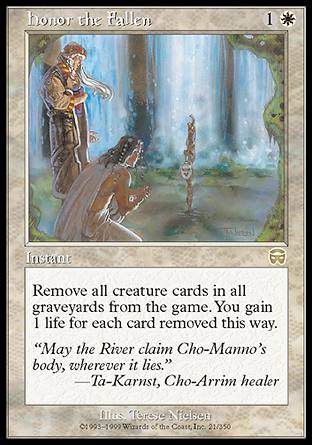 Honor the Fallen 1
Instant
Remove all creature cards in all
graveyards from the game. You gain
1 life for each card removed this way.
“May the River claim Cho-Manno’s
body, wherever it lies.”
—Ta-Karnst, Cho-Arrim healer
Illus. Terese Nielsen
©1993–1999 Wizards of the Coast, Inc. 21/350